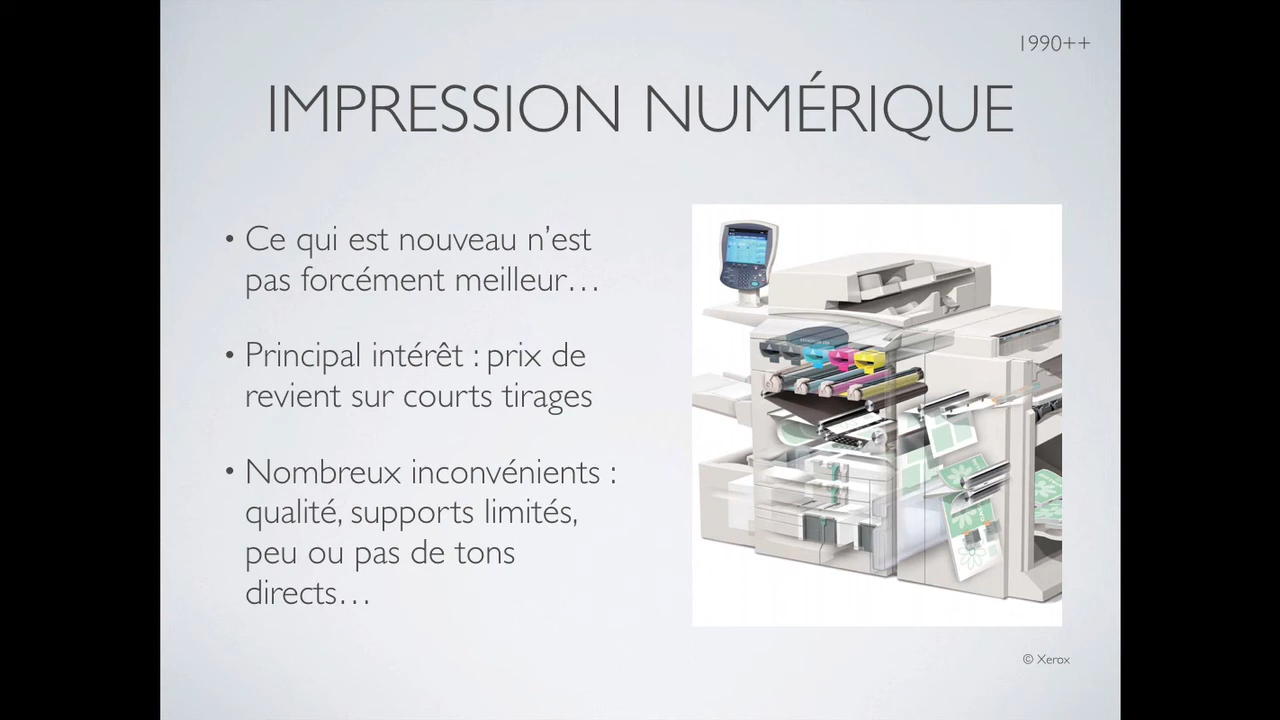 1990++
IMPRESSION NUMÉRIQUE
• Ce qui est nouveau n’est
pas forcément meilleur…
• Principal intérêt : prix de
revient sur courts tirages
• Nombreux inconvénients :
qualité, supports limités,
peu ou pas de tons
directs…
© Xerox